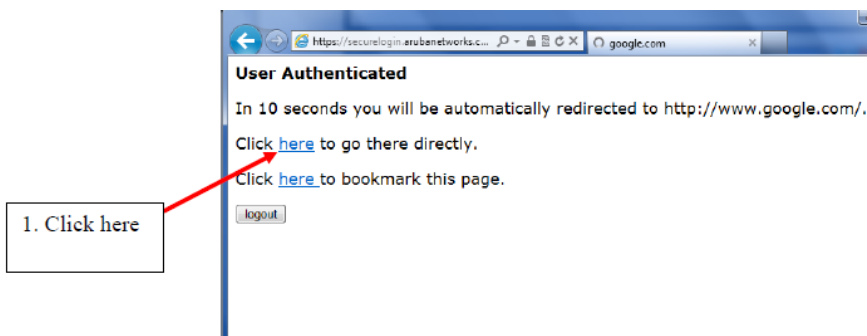 https://securelogin.arubanetworks.c...
google.com
User Authenticated
In 10 seconds you will be automatically redirected to http://www.google.com/.
Click here to go there directly.
Click here to bookmark this page.
logout
1. Click here